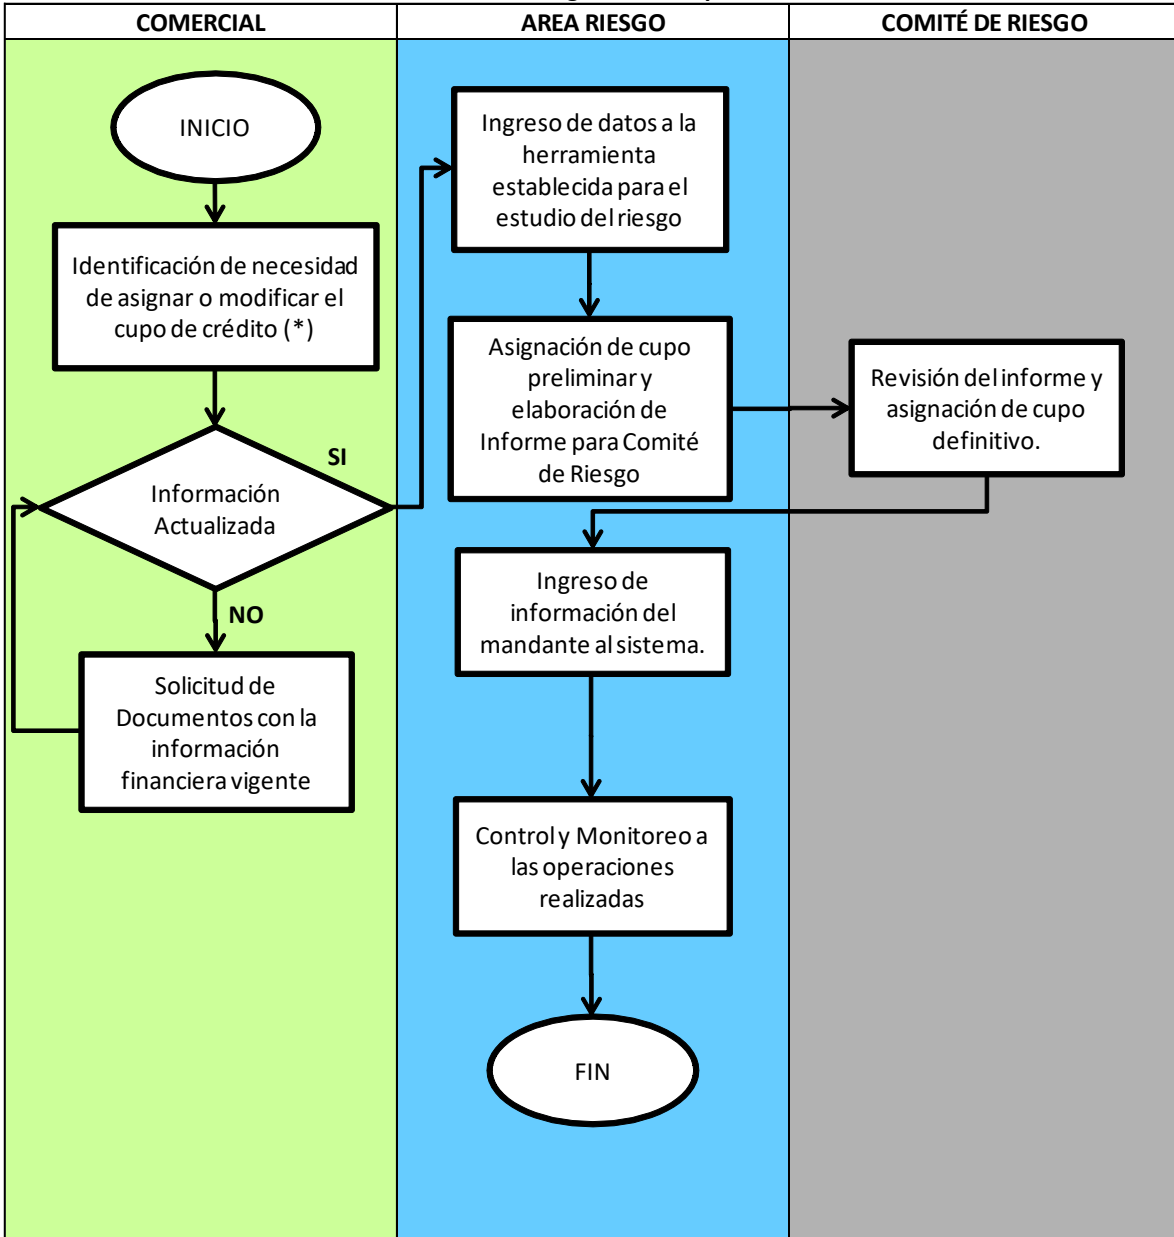 COMERCIAL
AREA RIESGO
COMITÉ DE RIESGO
INICIO
Identificación de necesidad
de asignar o modificar el
cupo de crédito (*)
SI
Información
Actualizada
NO
Solicitud de
Documentos con la
información
financiera vigente
Ingreso de datos a la
herramienta
establecida para el
estudio del riesgo
Asignación de cupo
preliminar y
elaboración de
Informe para Comité
de Riesgo
Revisión del informe y
asignación de cupo
definitivo.
Ingreso de
información del
mandante al sistema.
Control y Monitoreo a
las operaciones
realizadas
FIN